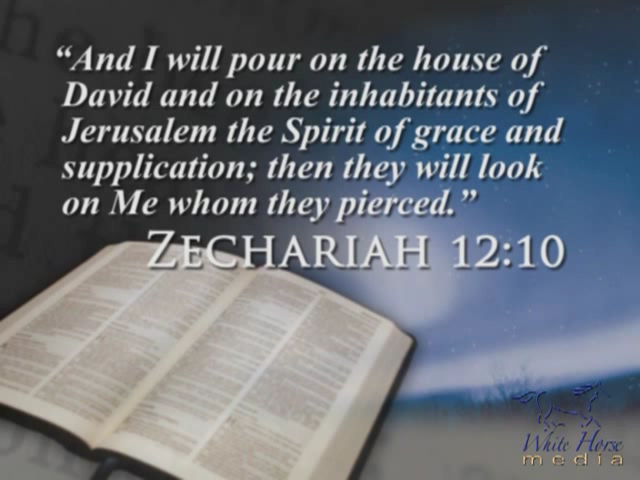 “And I will pour on the house of
David and on the inhabitants of
Jerusalem the Spirit of grace and
supplication; then they will look
on Me whom they pierced.”
ZECHARIAH 12:10
White Horse
media